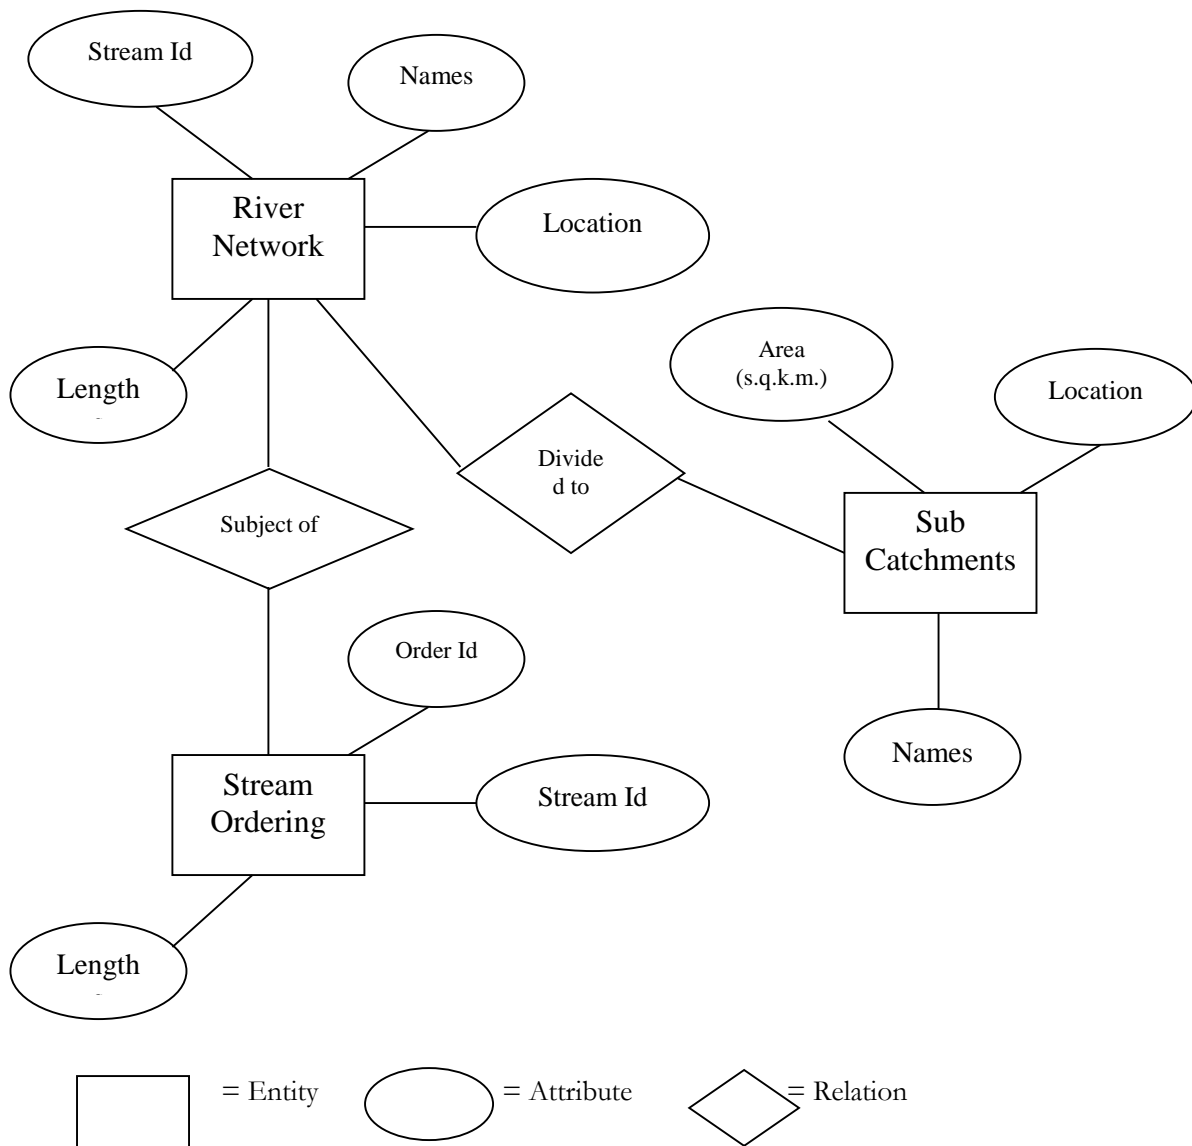 Stream Id
Names
River
Network
Location
Length
Area
(s.q.k.m.)
Location
Divide
d to
Subject of
Sub
Catchments
Order Id
Names
Stream
Ordering
Stream Id
Length
= Entity
= Attribute
= Relation